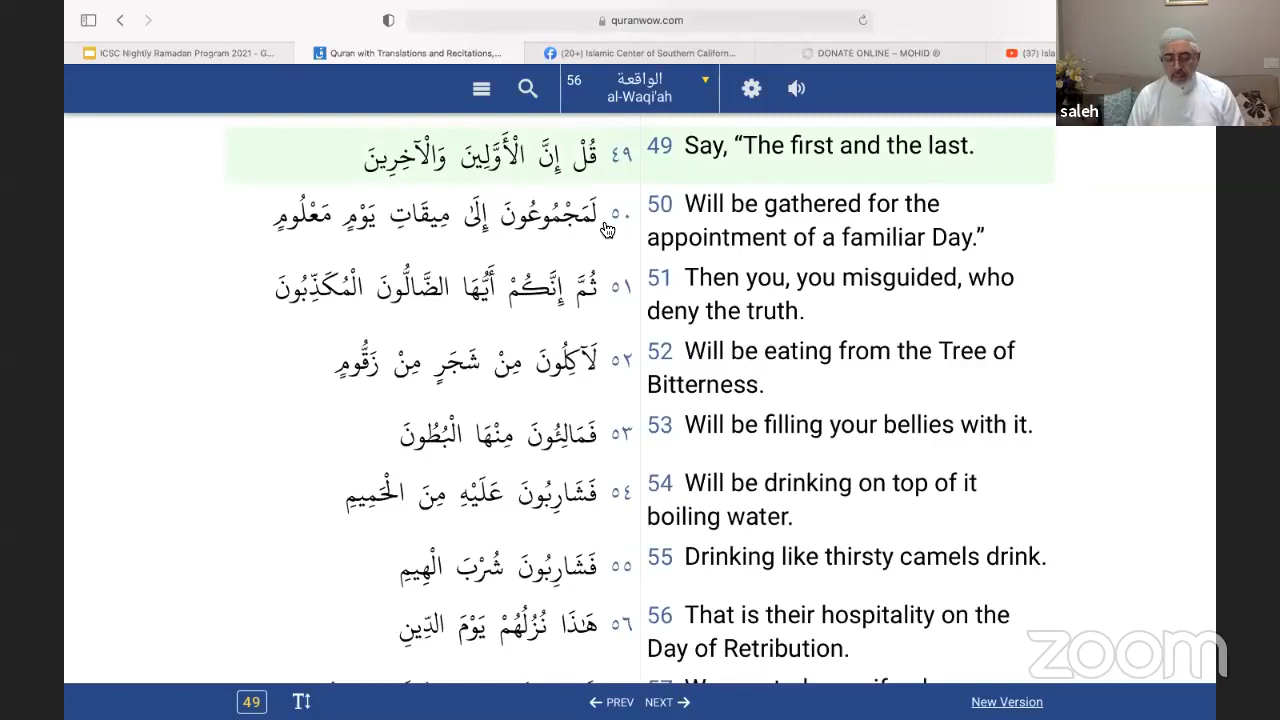 quranwow.com
ICSC Nightly Ramadan Program 2021 - G...
Quran with Translations and Recitations,...
(20+) Islamic Center of Southern Californ...
DONATE ONLINE – MOHID ®
(37) Isla
saleh
56
الواقعة
al-Waqi'ah
٤٩ قُلْ إِنَّ الْأَوَّلِينَ وَالْآخِرِينَ
49 Say, “The first and the last.
٥٠ لَمَجْمُوعُونَ إِلَىٰ مِيقَاتِ يَوْمٍ مَعْلُومٍ
50 Will be gathered for the
appointment of a familiar Day.”
٥١ ثُمَّ إِنَّكُمْ أَيُّهَا الضَّالُّونَ الْمُكَذِّبُونَ
51 Then you, you misguided, who
deny the truth.
٥٢ لَآكِلُونَ مِنْ شَجَرٍ مِنْ زَقُّومٍ
52 Will be eating from the Tree of
Bitterness.
٥٣ فَمَالِئُونَ مِنْهَا الْبُطُونَ
53 Will be filling your bellies with it.
٥٤ فَشَارِبُونَ عَلَيْهِ مِنَ الْحَمِيمِ
54 Will be drinking on top of it
boiling water.
٥٥ فَشَارِبُونَ شُرْبَ الْهِيمِ
55 Drinking like thirsty camels drink.
٥٦ هَٰذَا نُزُلُهُمْ يَوْمَ الدِّينِ
56 That is their hospitality on the
Day of Retribution.
zoom
49
PREV NEXT
New Version